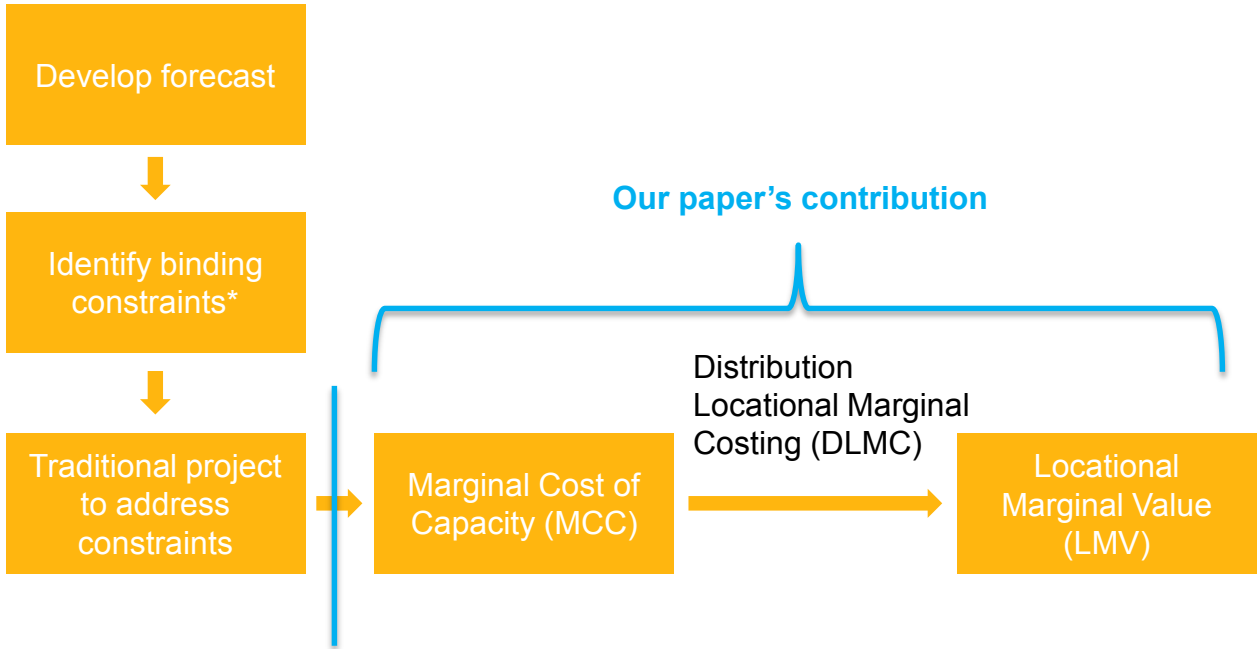 Develop forecast
Identify binding
constraints*
Traditional project
to address
constraints
Our paper's contribution
Marginal Cost of
Capacity (MCC)
Distribution
Locational Marginal
Costing (DLMC)
Locational
Marginal Value
(LMV)